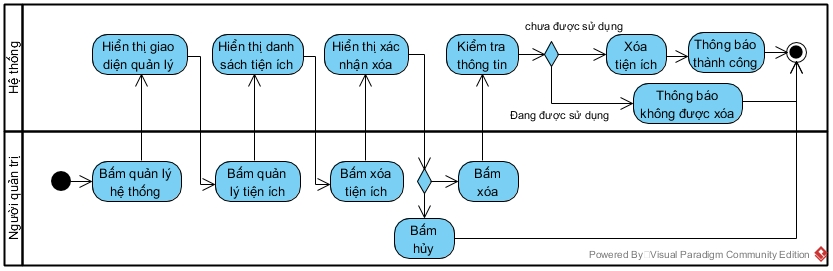 Hệ thống
Hiển thị giao
diện quản lý
Hiển thị danh
sách tiện ích
Hiển thị xác
nhận xóa
Kiểm tra
thông tin
chưa được sử dụng
Xóa
tiện ích
Thông báo
thành công
Đang được sử dụng
Thông báo
không được xóa
Người quản trị
Bấm quản lý
hệ thống
Bấm quản
lý tiện ích
Bấm xóa
tiện ích
Bấm
xóa
Bấm
hủy
Powered By Visual Paradigm Community Edition